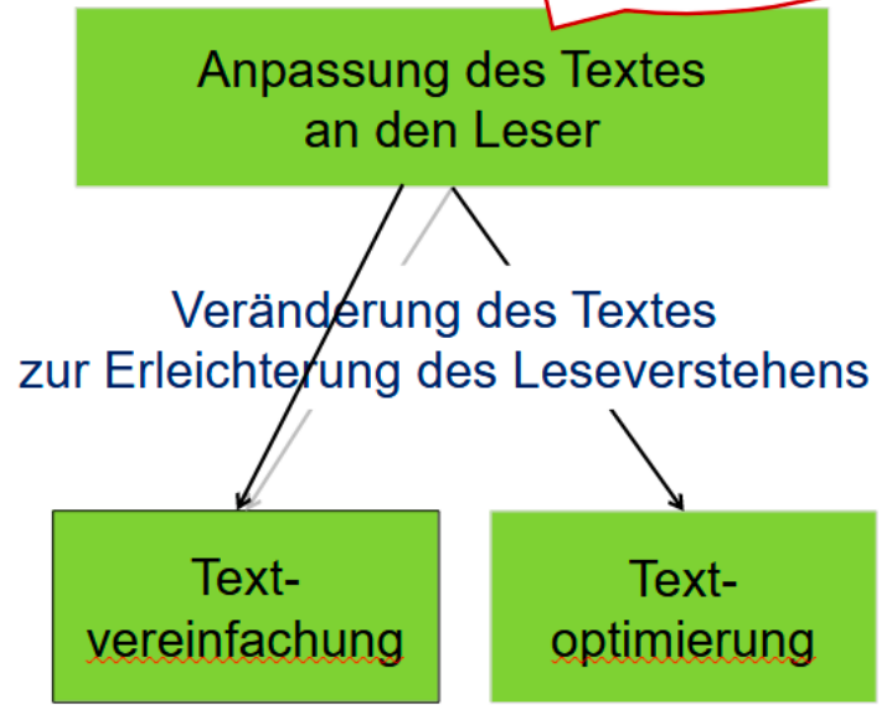 Anpassung des Textes
an den Leser
Veränderung des Textes
zur Erleichterung des Leseverstehens
Text-
vereinfachung
Text-
optimierung